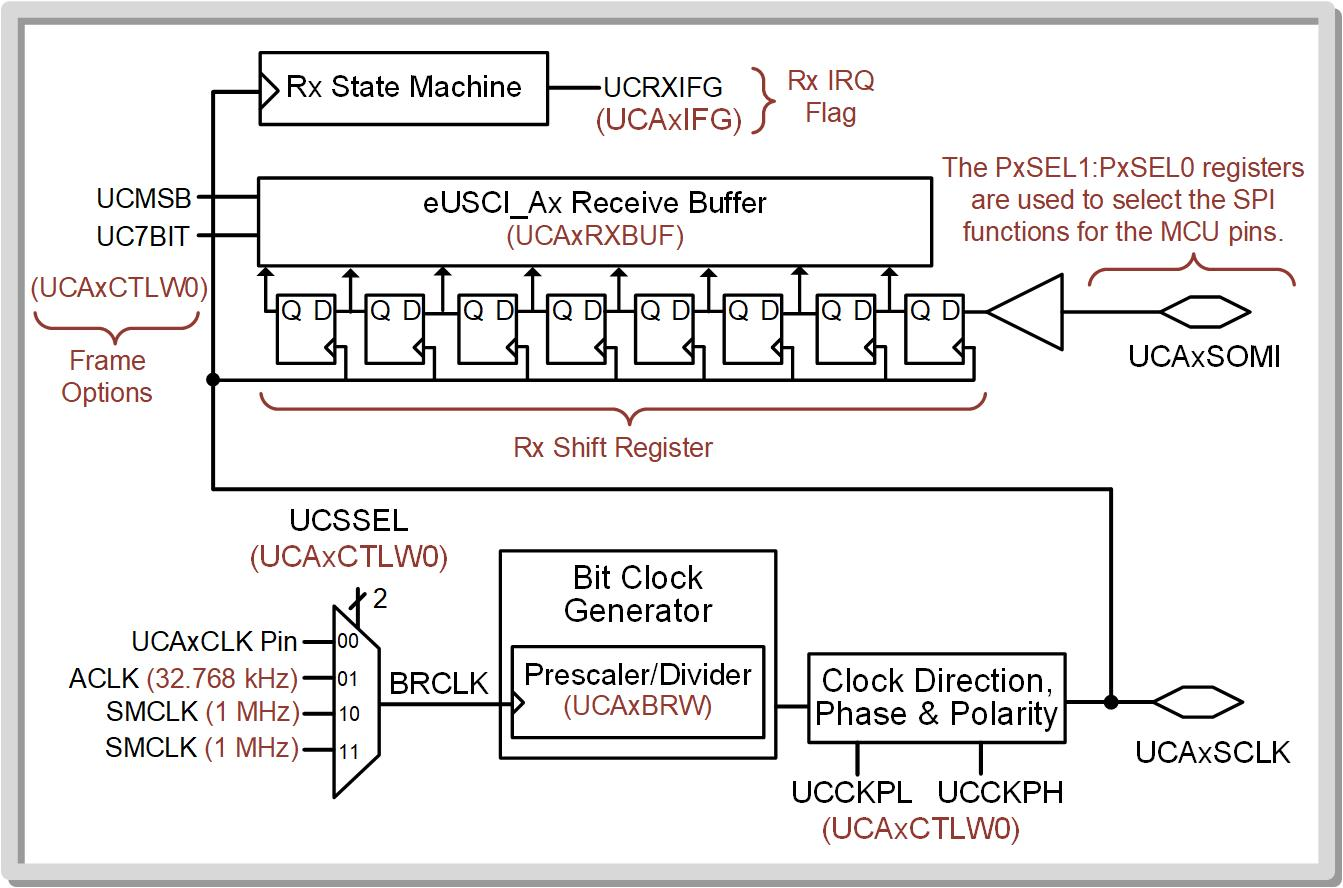 Rx State Machine
UCRXIFG
(UCAxIFG)
Rx IRQ
Flag
The PxSEL1:PxSEL0 registers
are used to select the SPI
functions for the MCU pins.
UCMSB
UC7BIT
(UCAxCTLW0)
Frame
Options
eUSCI_Ax Receive Buffer
(UCAxRXBUF)
Q D Q D Q D Q D Q D Q D Q D Q D
UCAxSOMI
Rx Shift Register
UCSSEL
(UCAxCTLW0)
2
UCAxCLK Pin 00
ACLK (32.768 kHz) 01
SMCLK (1 MHz) 10
SMCLK (1 MHz) 11
BRCLK
Bit Clock
Generator
Prescaler/Divider
(UCAxBRW)
Clock Direction,
Phase & Polarity
UCCKPL UCCKPH
(UCAxCTLW0)
UCAxSCLK